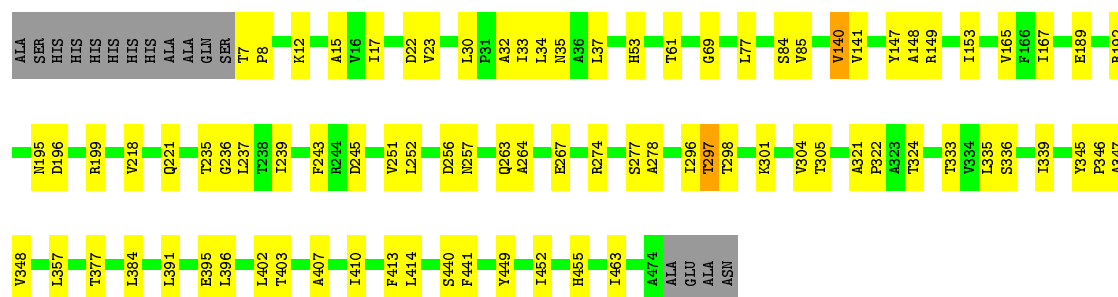 ALA SER HIS HIS HIS HIS HIS HIS ALA ALA GLN SER T7 P8 K12 A15 V16 I17 D22 V23 L30 P31 A32 I33 L34 N35 A36 L37 H53 T61 G69 L77 S84 V85 V140 V141 Y147 A148 R149 I153 V165 F166 I167 E189 R192
N195 D196 R199 V218 Q221 T235 G236 L237 T238 I239 F243 R244 D245 V251 L252 D256 N257 Q263 A264 E267 R274 S277 A278 I296 T297 T298 K301 V304 T305 A321 P322 A323 T324 T333 V334 L335 S336 I339 Y345 P346 A347
V348 L357 T377 L384 L391 E395 L396 L402 T403 A407 I410 F413 L414 S440 F441 Y449 I452 H455 I463 A474 ALA GLU ALA ASN